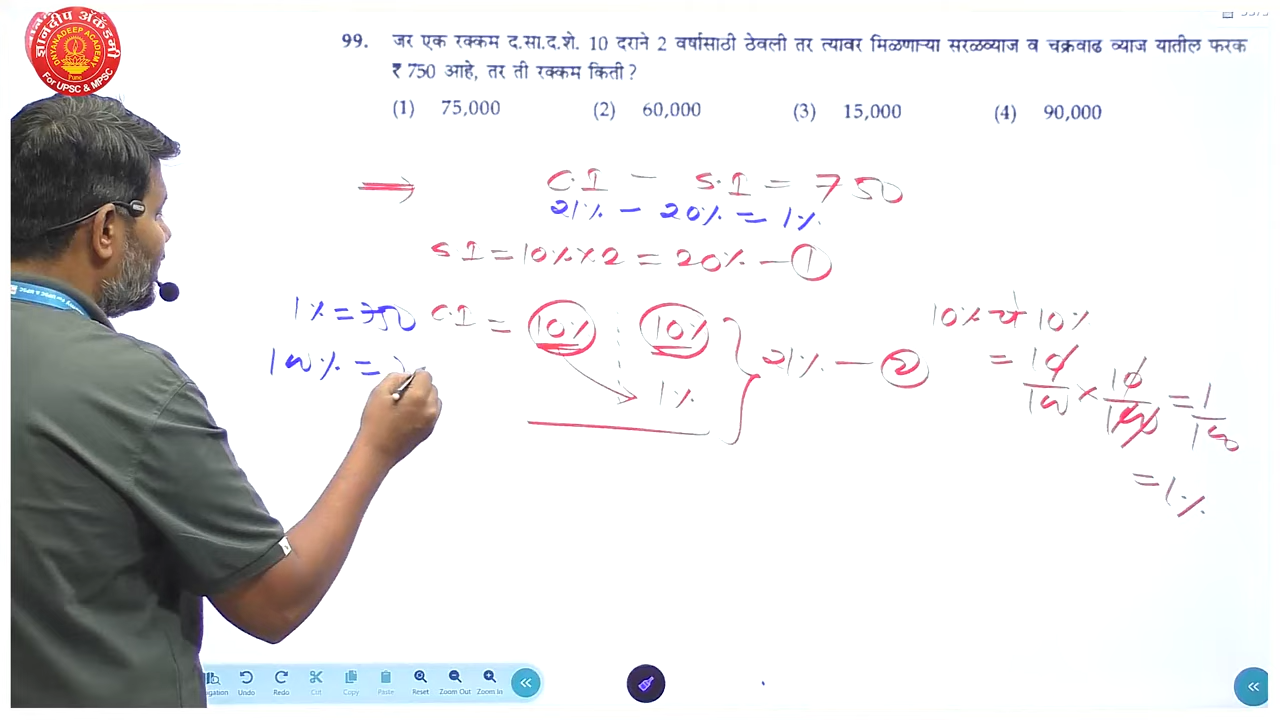 ज्ञानदीप अ‍ॅकॅडमी
DNYANADEEP ACADEMY
Pune
For UPSC & MPSC
99. जर एक रक्कम द.सा.द.शे. 10 दराने 2 वर्षासाठी ठेवली तर त्यावर मिळणाऱ्या सरळव्याज व चक्रवाढ व्याज यातील फरक
₹ 750 आहे, तर ती रक्कम किती ?
(1) 75,000 (2) 60,000 (3) 15,000 (4) 90,000
C.I - S.I = 750
21% - 20% = 1%
S I = 10% × 2 = 20% - 1
1% = 750
C.I = 10% 10%
1%
21% - 2
100% =
10% चे 10%
= 10/100 × 10/100 = 1/100
= 1%
Undo Redo Cut Copy Paste Reset Zoom Out Zoom In